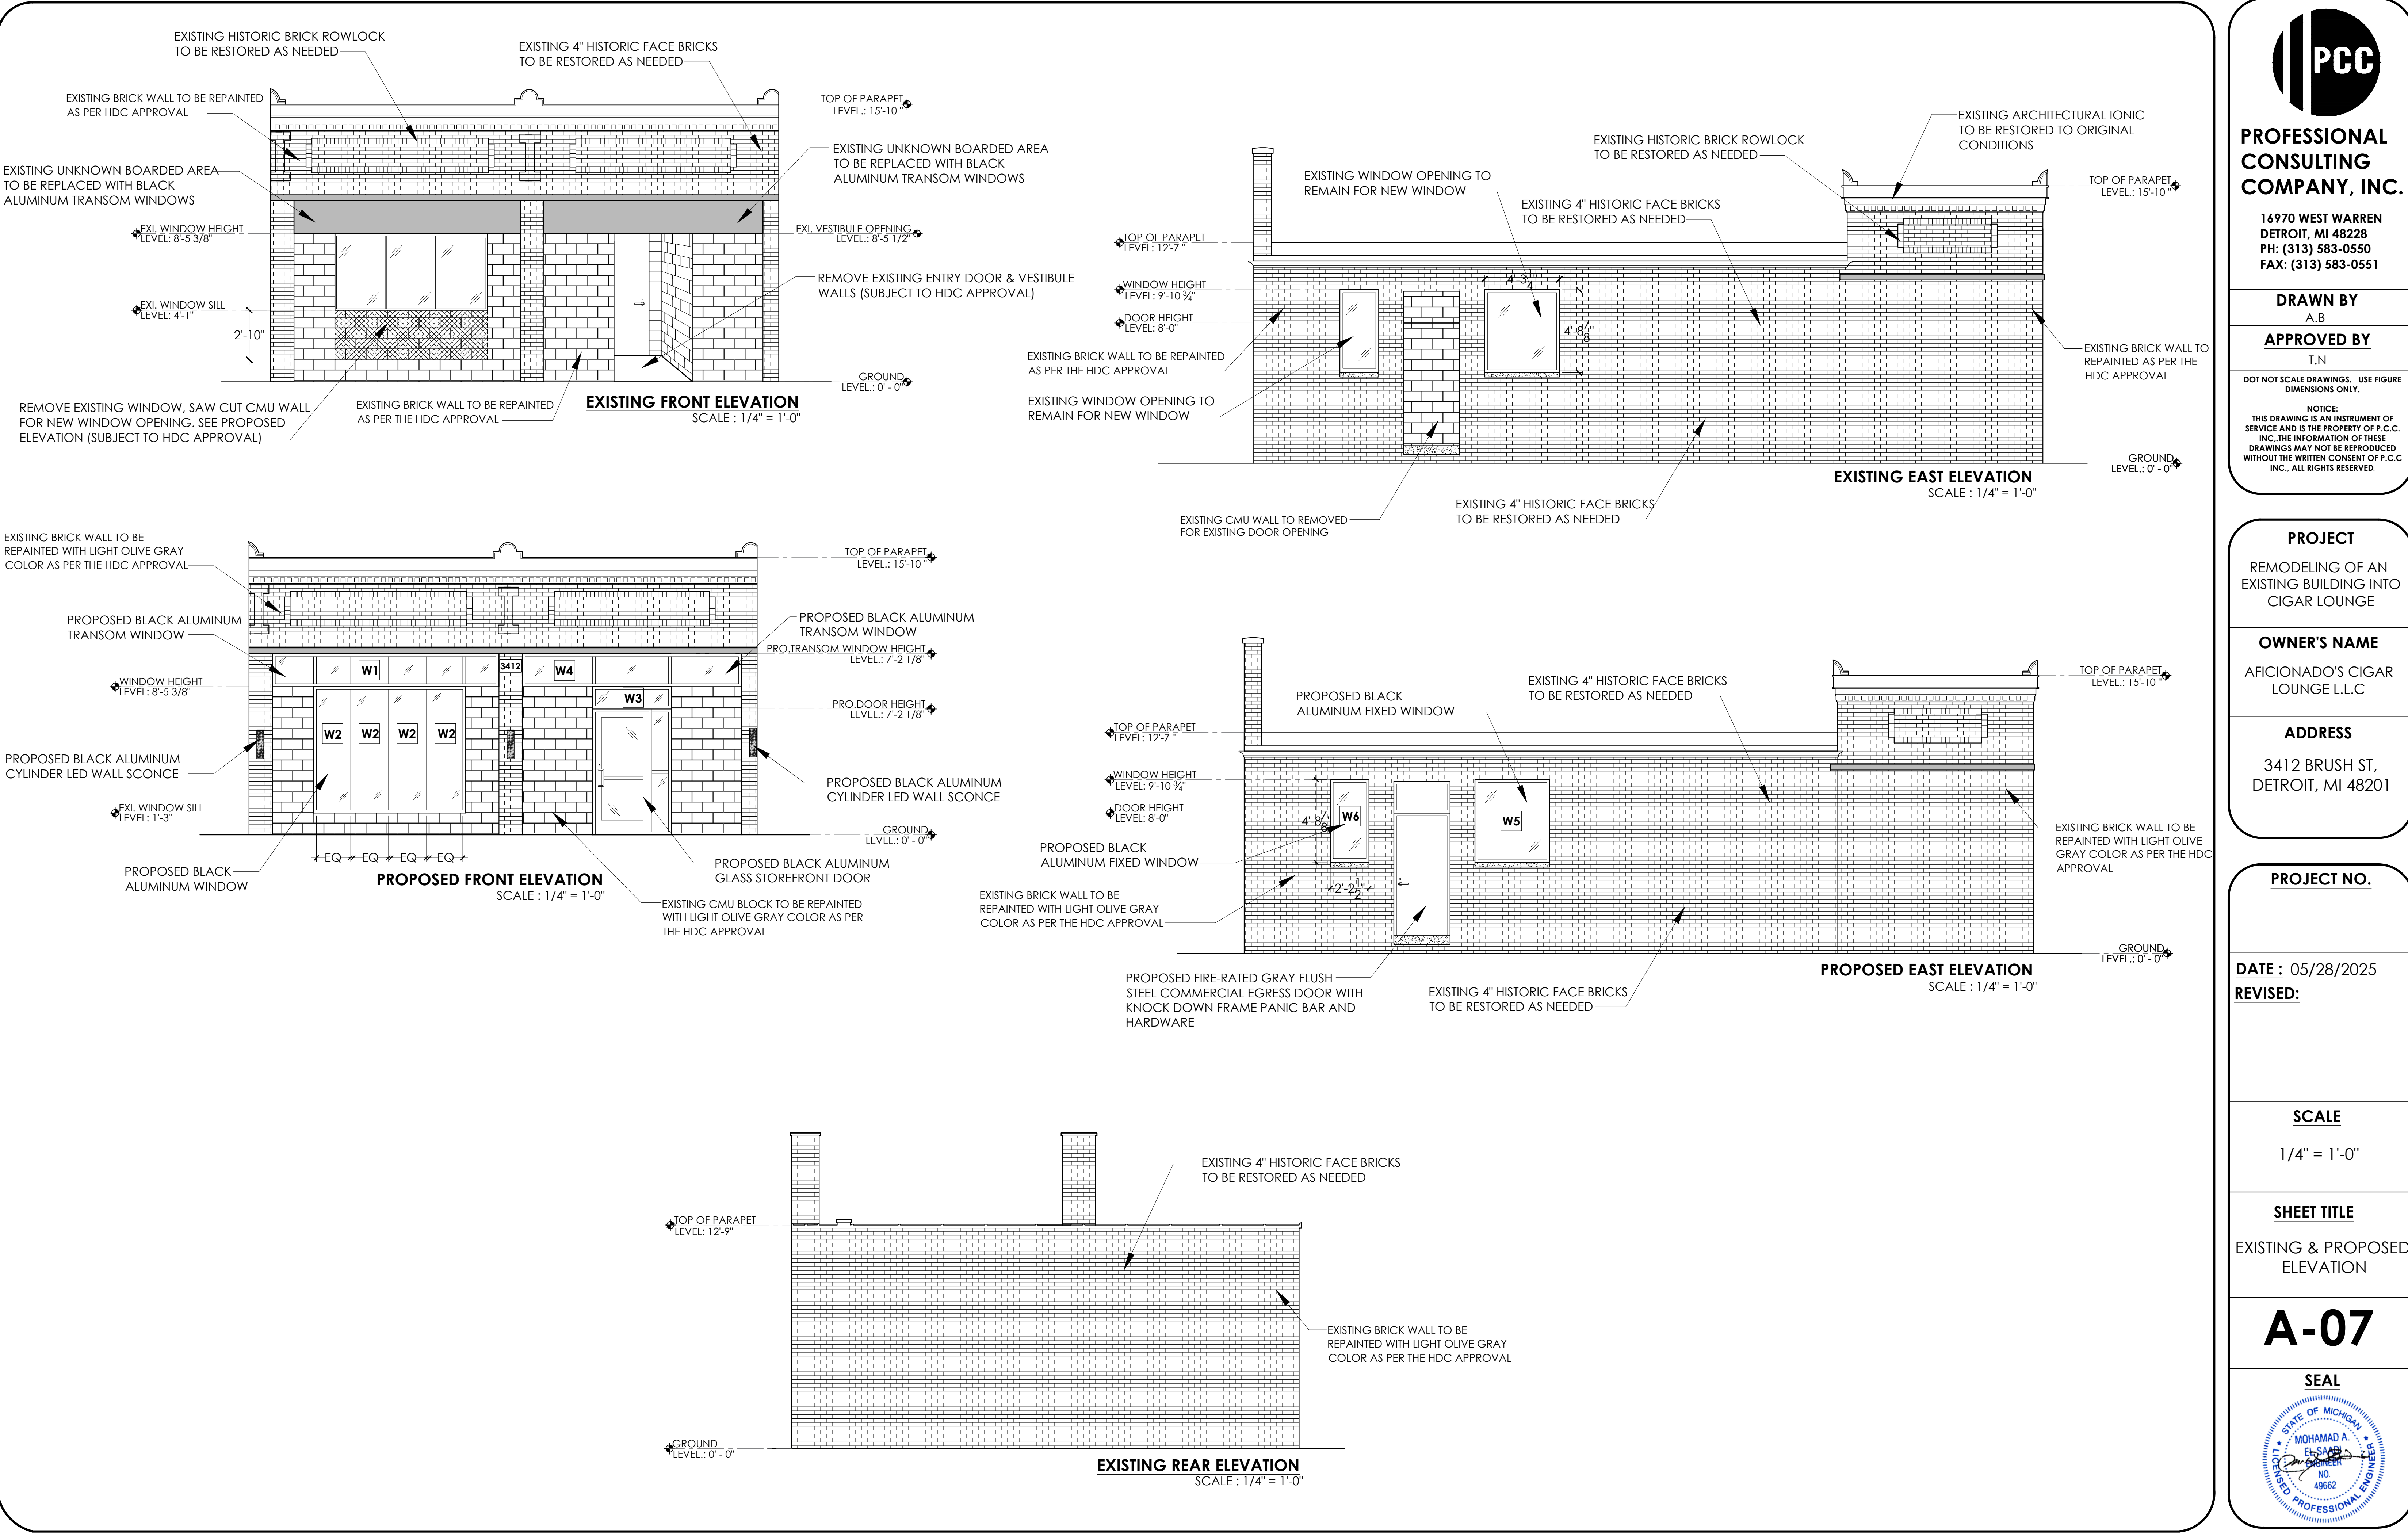 EXISTING HISTORIC BRICK ROWLOCK
TO BE RESTORED AS NEEDED
EXISTING 4" HISTORIC FACE BRICKS
TO BE RESTORED AS NEEDED
EXISTING BRICK WALL TO BE REPAINTED
AS PER HDC APPROVAL
TOP OF PARAPET
LEVEL.: 15'-10 "
EXISTING UNKNOWN BOARDED AREA
TO BE REPLACED WITH BLACK
ALUMINUM TRANSOM WINDOWS
EXISTING UNKNOWN BOARDED AREA
TO BE REPLACED WITH BLACK
ALUMINUM TRANSOM WINDOWS
EXI. WINDOW HEIGHT
LEVEL: 8'-5 3/8"
EXI. VESTIBULE OPENING
LEVEL.: 8'-5 1/2"
REMOVE EXISTING ENTRY DOOR & VESTIBULE
WALLS (SUBJECT TO HDC APPROVAL)
EXI. WINDOW SILL
LEVEL: 4'-1"
2'-10"
GROUND
LEVEL.: 0' - 0"
REMOVE EXISTING WINDOW, SAW CUT CMU WALL
FOR NEW WINDOW OPENING. SEE PROPOSED
ELEVATION (SUBJECT TO HDC APPROVAL)
EXISTING BRICK WALL TO BE REPAINTED
AS PER THE HDC APPROVAL
EXISTING FRONT ELEVATION
SCALE : 1/4" = 1'-0"
EXISTING ARCHITECTURAL IONIC
TO BE RESTORED TO ORIGINAL
CONDITIONS
EXISTING HISTORIC BRICK ROWLOCK
TO BE RESTORED AS NEEDED
EXISTING WINDOW OPENING TO
REMAIN FOR NEW WINDOW
EXISTING 4" HISTORIC FACE BRICKS
TO BE RESTORED AS NEEDED
TOP OF PARAPET
LEVEL.: 15'-10 "
TOP OF PARAPET
LEVEL: 12'-7 "
WINDOW HEIGHT
LEVEL: 9'-10 ¾"
DOOR HEIGHT
LEVEL: 8'-0"
4'-3 1/4"
4'-8 7/8"
EXISTING BRICK WALL TO BE REPAINTED
AS PER THE HDC APPROVAL
EXISTING WINDOW OPENING TO
REMAIN FOR NEW WINDOW
EXISTING BRICK WALL TO
REPAINTED AS PER THE
HDC APPROVAL
GROUND
LEVEL.: 0' - 0"
EXISTING EAST ELEVATION
SCALE : 1/4" = 1'-0"
EXISTING CMU WALL TO REMOVED
FOR EXISTING DOOR OPENING
EXISTING 4" HISTORIC FACE BRICKS
TO BE RESTORED AS NEEDED
EXISTING BRICK WALL TO BE
REPAINTED WITH LIGHT OLIVE GRAY
COLOR AS PER THE HDC APPROVAL
TOP OF PARAPET
LEVEL.: 15'-10 "
PROPOSED BLACK ALUMINUM
TRANSOM WINDOW
PROPOSED BLACK ALUMINUM
TRANSOM WINDOW
PRO.TRANSOM WINDOW HEIGHT
LEVEL.: 7'-2 1/8"
W1
3412
W4
W3
WINDOW HEIGHT
LEVEL: 8'-5 3/8"
PRO.DOOR HEIGHT
LEVEL.: 7'-2 1/8"
W2
W2
W2
W2
PROPOSED BLACK ALUMINUM
CYLINDER LED WALL SCONCE
PROPOSED BLACK ALUMINUM
CYLINDER LED WALL SCONCE
EXI. WINDOW SILL
LEVEL: 1'-3"
GROUND
LEVEL.: 0' - 0"
EQ
EQ
EQ
EQ
PROPOSED BLACK
ALUMINUM WINDOW
PROPOSED BLACK ALUMINUM
GLASS STOREFRONT DOOR
EXISTING CMU BLOCK TO BE REPAINTED
WITH LIGHT OLIVE GRAY COLOR AS PER
THE HDC APPROVAL
PROPOSED FRONT ELEVATION
SCALE : 1/4" = 1'-0"
PROPOSED BLACK
ALUMINUM FIXED WINDOW
EXISTING 4" HISTORIC FACE BRICKS
TO BE RESTORED AS NEEDED
TOP OF PARAPET
LEVEL.: 15'-10 "
TOP OF PARAPET
LEVEL: 12'-7 "
WINDOW HEIGHT
LEVEL: 9'-10 ¾"
DOOR HEIGHT
LEVEL: 8'-0"
4'-8 7/8"
W6
W5
2'-2 1/2"
PROPOSED BLACK
ALUMINUM FIXED WINDOW
EXISTING BRICK WALL TO BE
REPAINTED WITH LIGHT OLIVE GRAY
COLOR AS PER THE HDC APPROVAL
EXISTING BRICK WALL TO BE
REPAINTED WITH LIGHT OLIVE
GRAY COLOR AS PER THE HDC
APPROVAL
GROUND
LEVEL.: 0' - 0"
PROPOSED FIRE-RATED GRAY FLUSH
STEEL COMMERCIAL EGRESS DOOR WITH
KNOCK DOWN FRAME PANIC BAR AND
HARDWARE
EXISTING 4" HISTORIC FACE BRICKS
TO BE RESTORED AS NEEDED
PROPOSED EAST ELEVATION
SCALE : 1/4" = 1'-0"
EXISTING 4" HISTORIC FACE BRICKS
TO BE RESTORED AS NEEDED
TOP OF PARAPET
LEVEL: 12'-9"
EXISTING BRICK WALL TO BE
REPAINTED WITH LIGHT OLIVE GRAY
COLOR AS PER THE HDC APPROVAL
GROUND
LEVEL.: 0' - 0"
EXISTING REAR ELEVATION
SCALE : 1/4" = 1'-0"
PCC
PROFESSIONAL
CONSULTING
COMPANY, INC.
16970 WEST WARREN
DETROIT, MI 48228
PH: (313) 583-0550
FAX: (313) 583-0551
DRAWN BY
A.B
APPROVED BY
T.N
DOT NOT SCALE DRAWINGS. USE FIGURE
DIMENSIONS ONLY.
NOTICE:
THIS DRAWING IS AN INSTRUMENT OF
SERVICE AND IS THE PROPERTY OF P.C.C.
INC,.THE INFORMATION OF THESE
DRAWINGS MAY NOT BE REPRODUCED
WITHOUT THE WRITTEN CONSENT OF P.C.C
INC., ALL RIGHTS RESERVED.
PROJECT
REMODELING OF AN
EXISTING BUILDING INTO
CIGAR LOUNGE
OWNER'S NAME
AFICIONADO'S CIGAR
LOUNGE L.L.C
ADDRESS
3412 BRUSH ST,
DETROIT, MI 48201
PROJECT NO.
DATE : 05/28/2025
REVISED:
SCALE
1/4" = 1'-0"
SHEET TITLE
EXISTING & PROPOSED
ELEVATION
A-07
SEAL
STATE OF MICHIGAN
MOHAMAD A.
EL-SAADI
ENGINEER
NO.
49662
LICENSED PROFESSIONAL ENGINEER